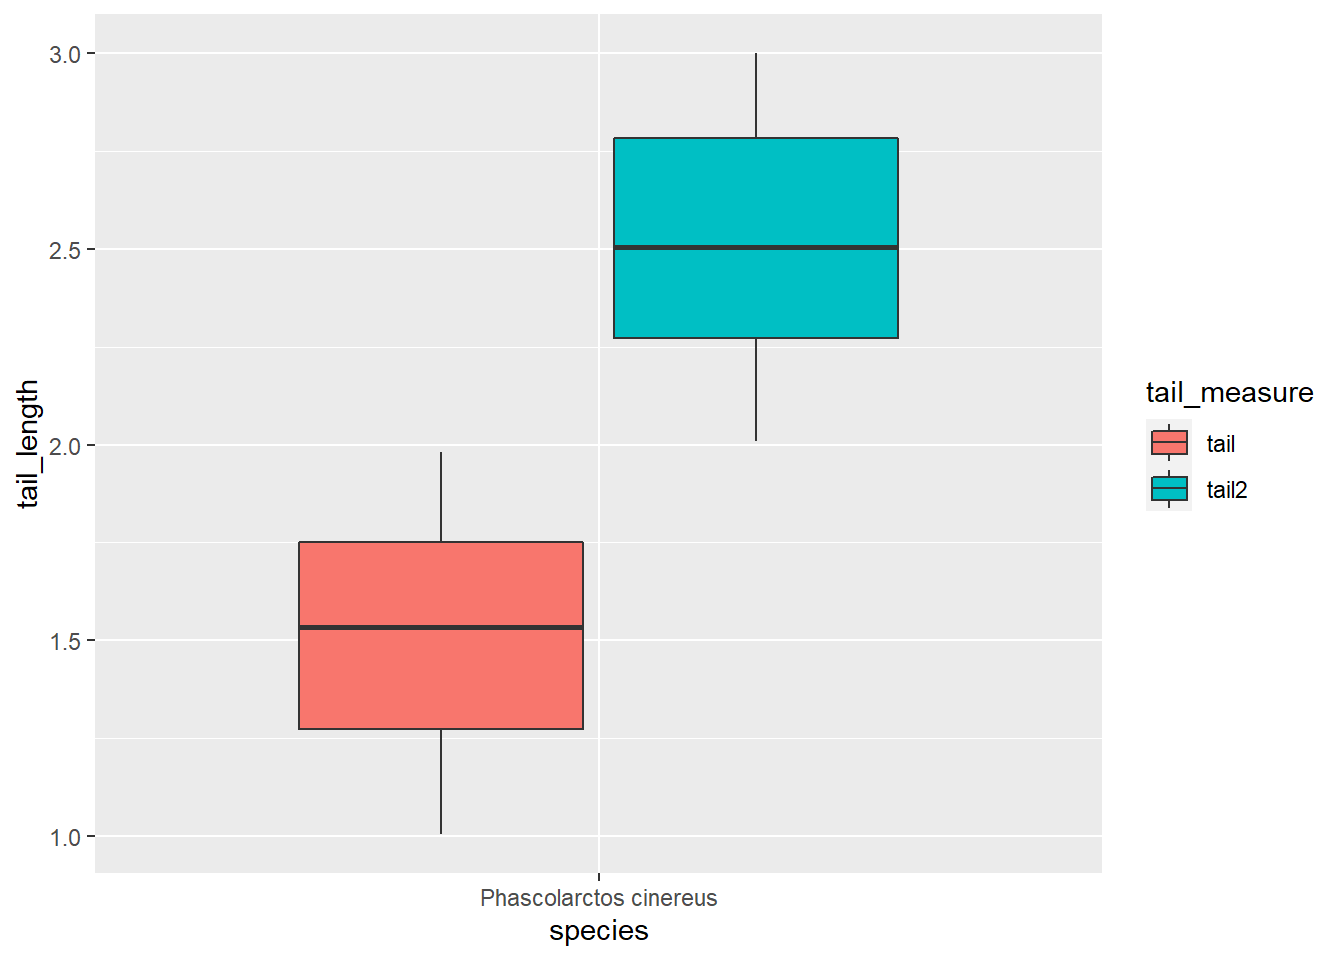 3.0
2.5
2.0
1.5
1.0
tail_length
Phascolarctos cinereus
species
tail_measure
tail
tail2